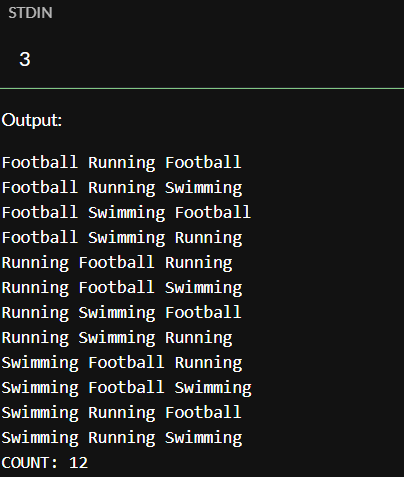 STDIN
3
Output:
Football Running Football
Football Running Swimming
Football Swimming Football
Football Swimming Running
Running Football Running
Running Football Swimming
Running Swimming Football
Running Swimming Running
Swimming Football Running
Swimming Football Swimming
Swimming Running Football
Swimming Running Swimming
COUNT: 12